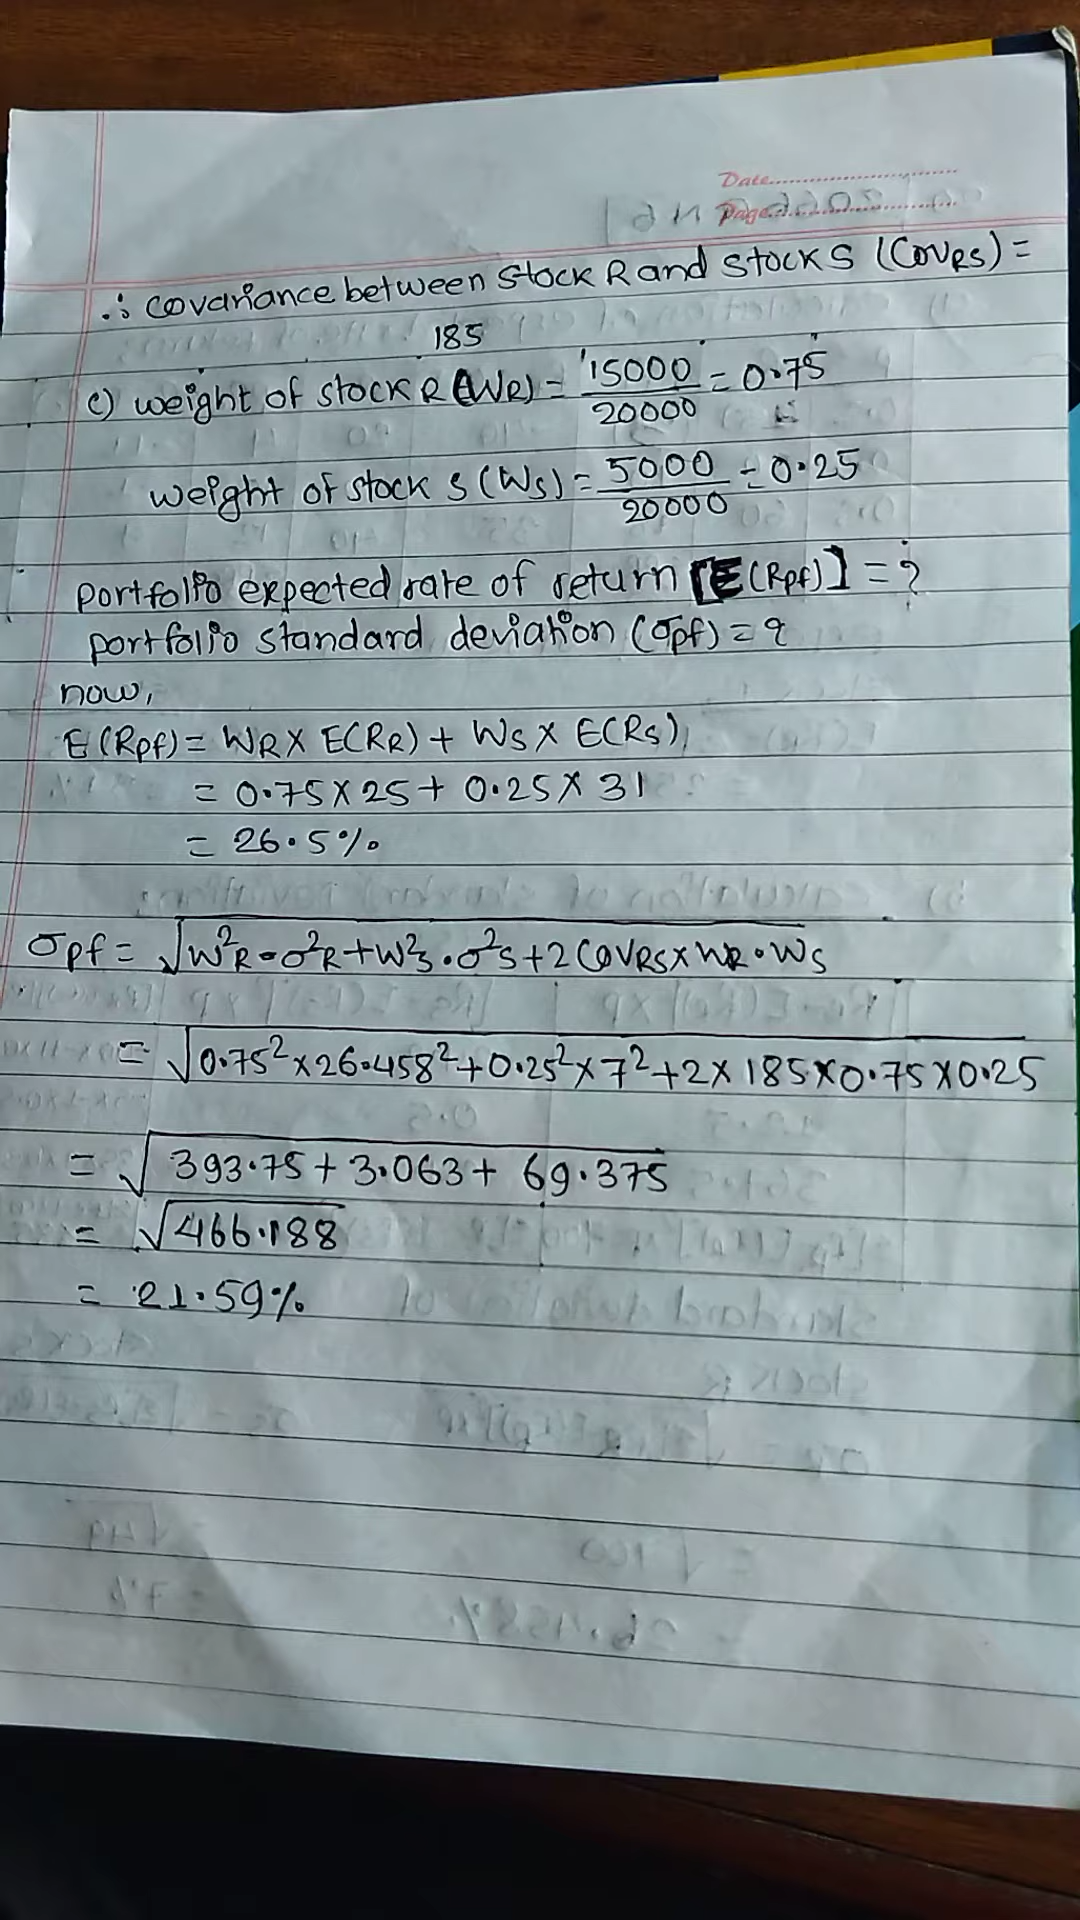 Date
Page
∴ covariance between stock R and stock S (CovRS) =
185
c) weight of stock R (WR) = 15000/20000 = 0.75
weight of stock S (WS) = 5000/20000 = 0.25
portfolio expected rate of return [E(Rpf)] = ?
portfolio standard deviation (σpf) = ?
now,
E(Rpf) = WR X E(RR) + WS X E(RS)
= 0.75 X 25 + 0.25 X 31
= 26.5%
σpf = √W²R·σ²R + W²S·σ²S + 2 CovRS x WR·WS
= √0.75² x 26.458² + 0.25² x 7² + 2 x 185 x 0.75 x 0.25
= √393.75 + 3.063 + 69.375
= √466.188
= 21.59%